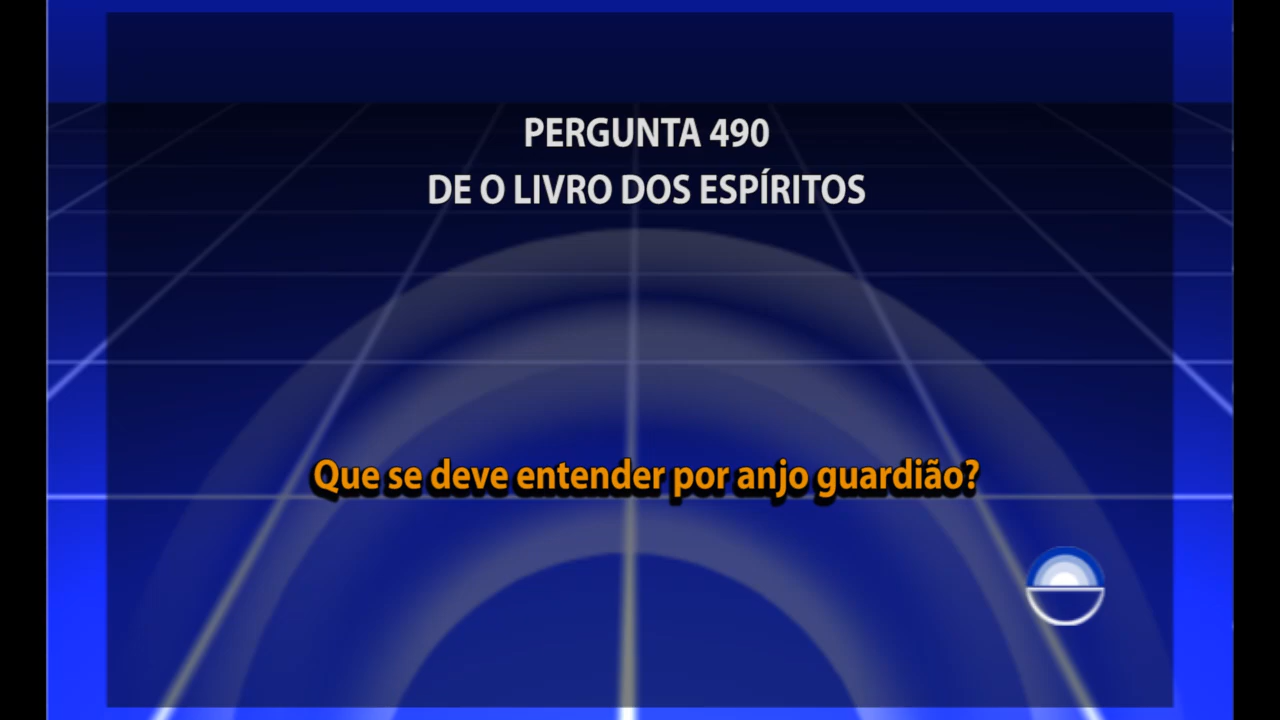 PERGUNTA 490
DE O LIVRO DOS ESPÍRITOS
Que se deve entender por anjo guardião?